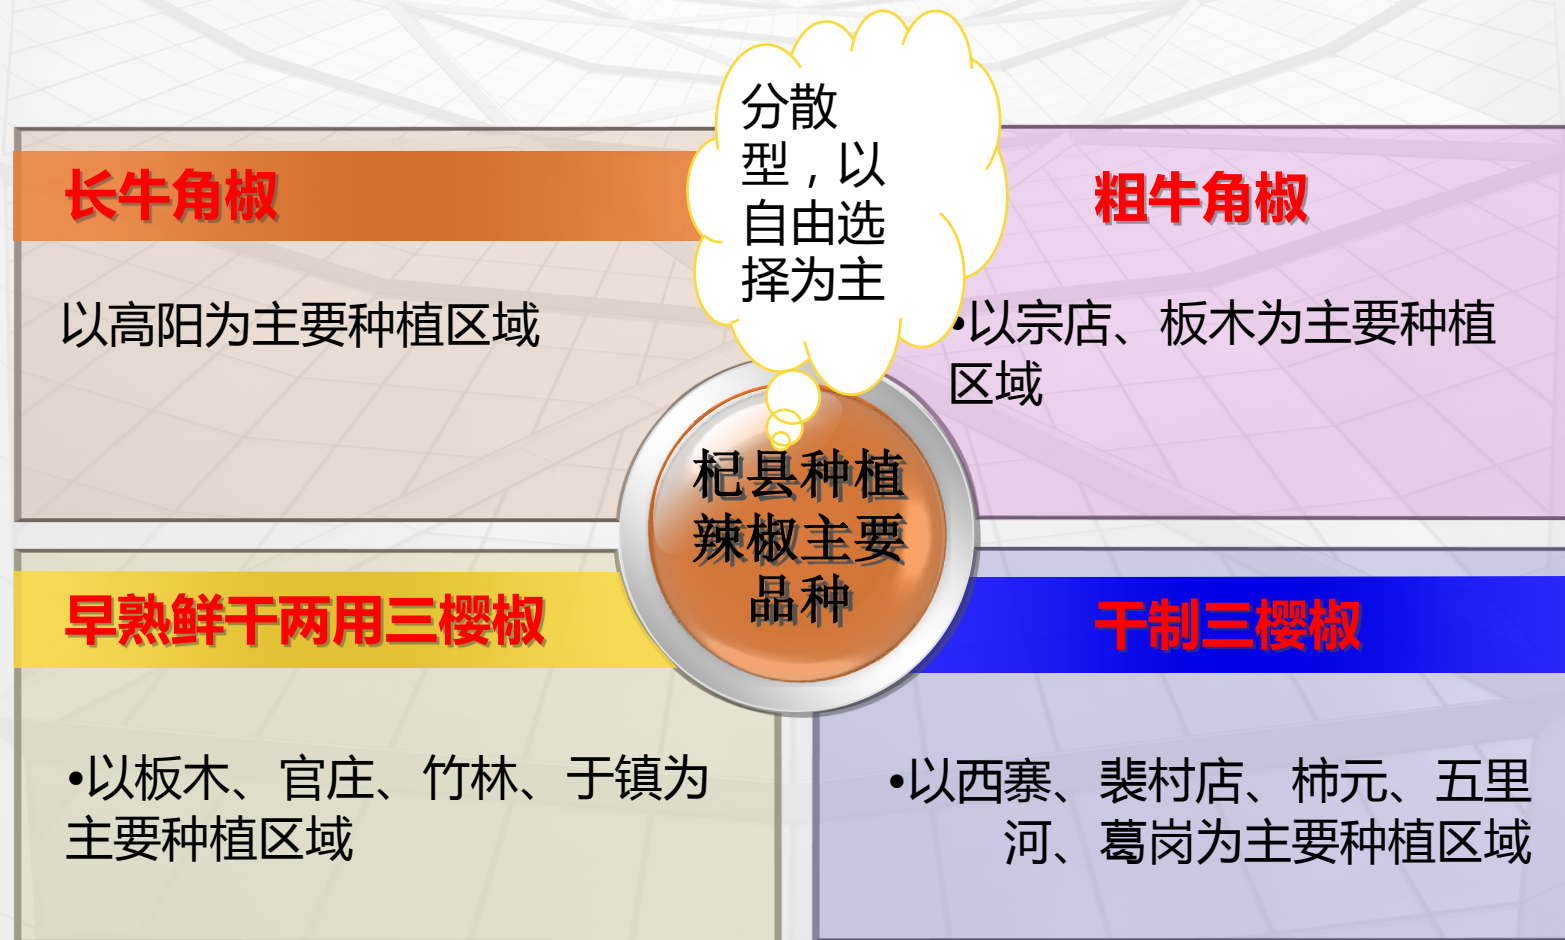 分散
型，以
自由选
择为主
长牛角椒
以高阳为主要种植区域
粗牛角椒
•以宗店、板木为主要种植
区域
杞县种植
辣椒主要
品种
早熟鲜干两用三樱椒
•以板木、官庄、竹林、于镇为
主要种植区域
干制三樱椒
•以西寨、裴村店、柿元、五里
河、葛岗为主要种植区域